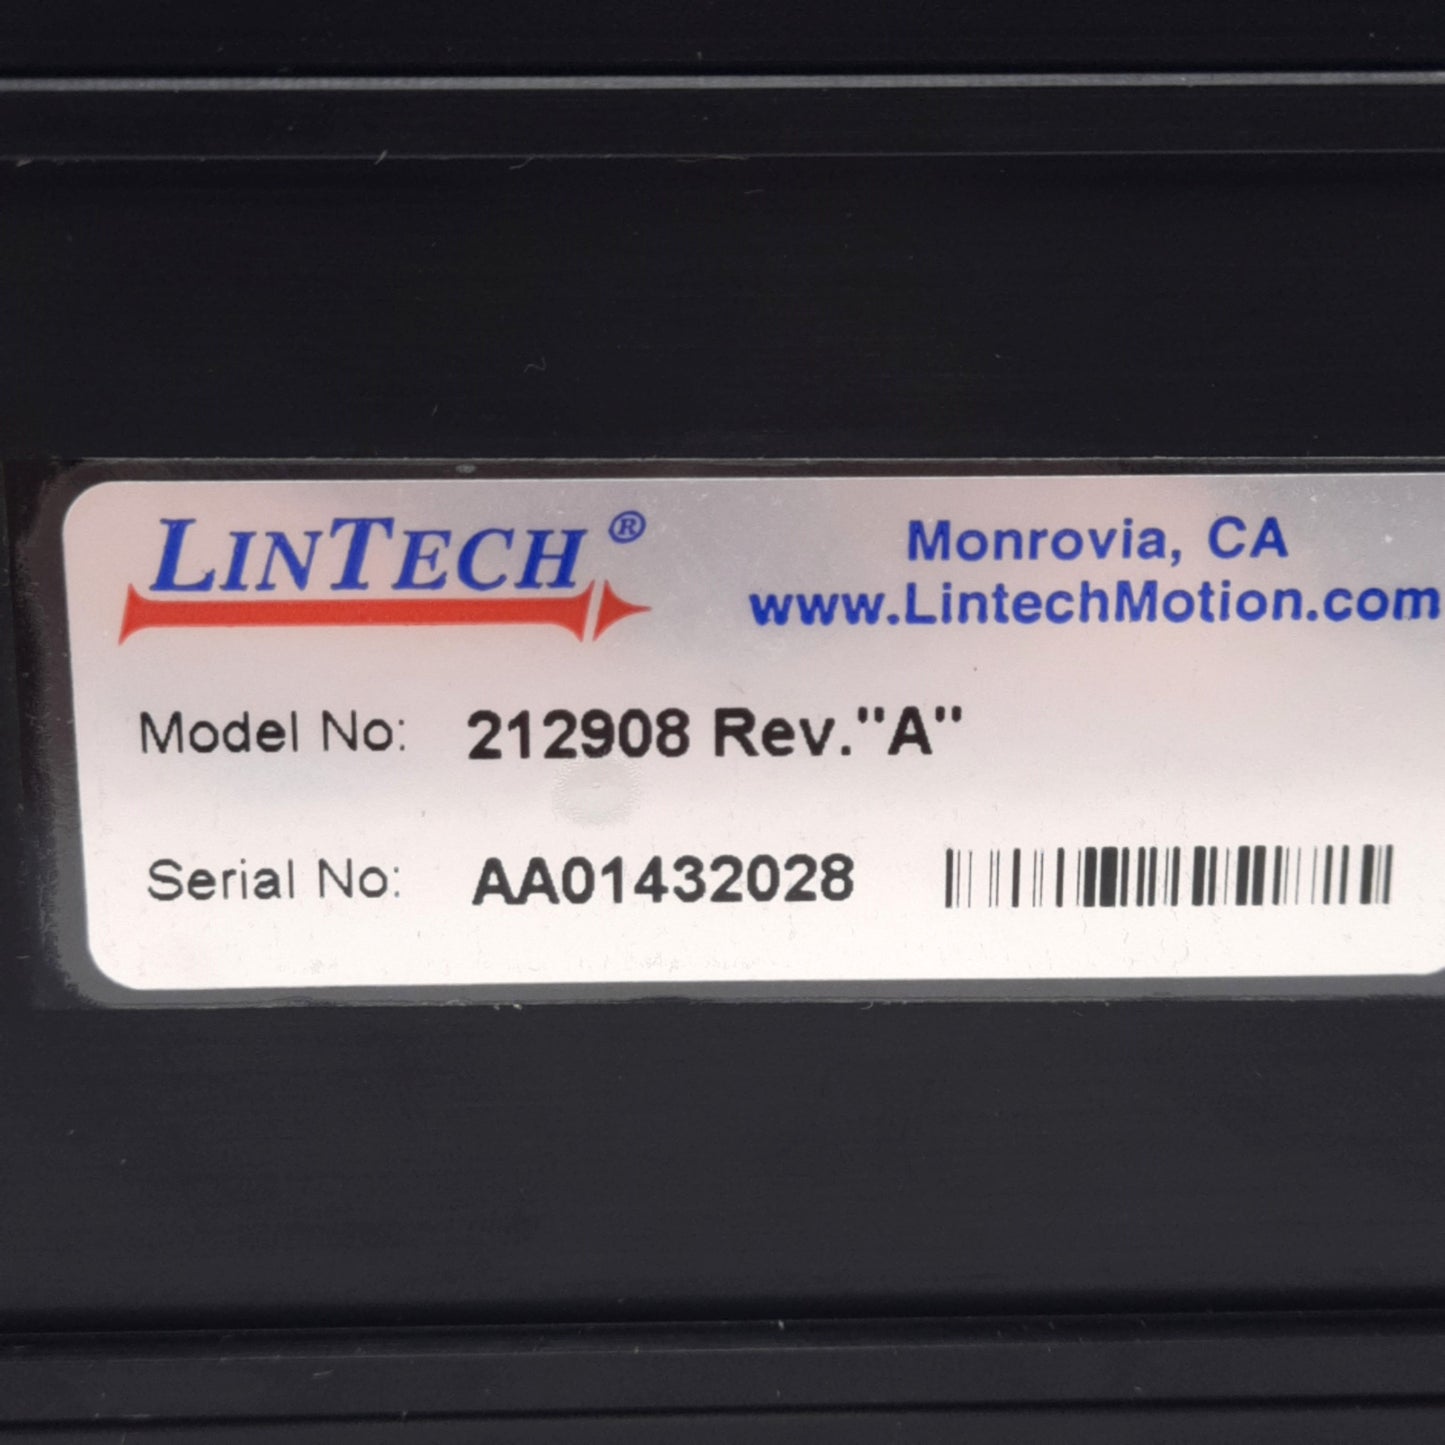 LINTECH®
Monrovia, CA
www.LintechMotion.com
Model No: 212908 Rev."A"
Serial No: AA01432028